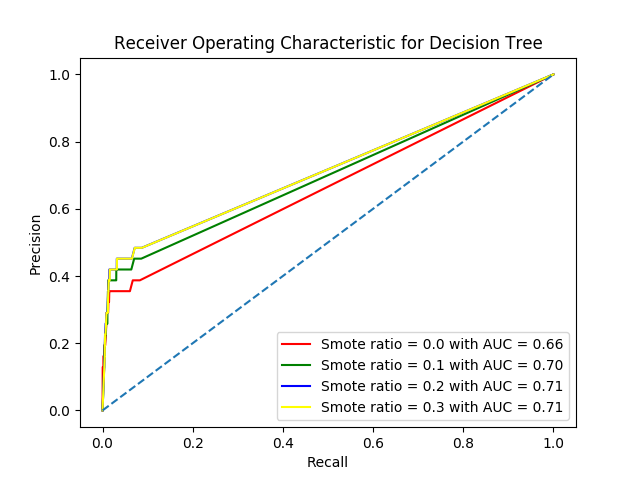 Receiver Operating Characteristic for Decision Tree
1.0
0.8
0.6
0.4
0.2
0.0
Precision
Smote ratio = 0.0 with AUC = 0.66
Smote ratio = 0.1 with AUC = 0.70
Smote ratio = 0.2 with AUC = 0.71
Smote ratio = 0.3 with AUC = 0.71
0.0 0.2 0.4 0.6 0.8 1.0
Recall